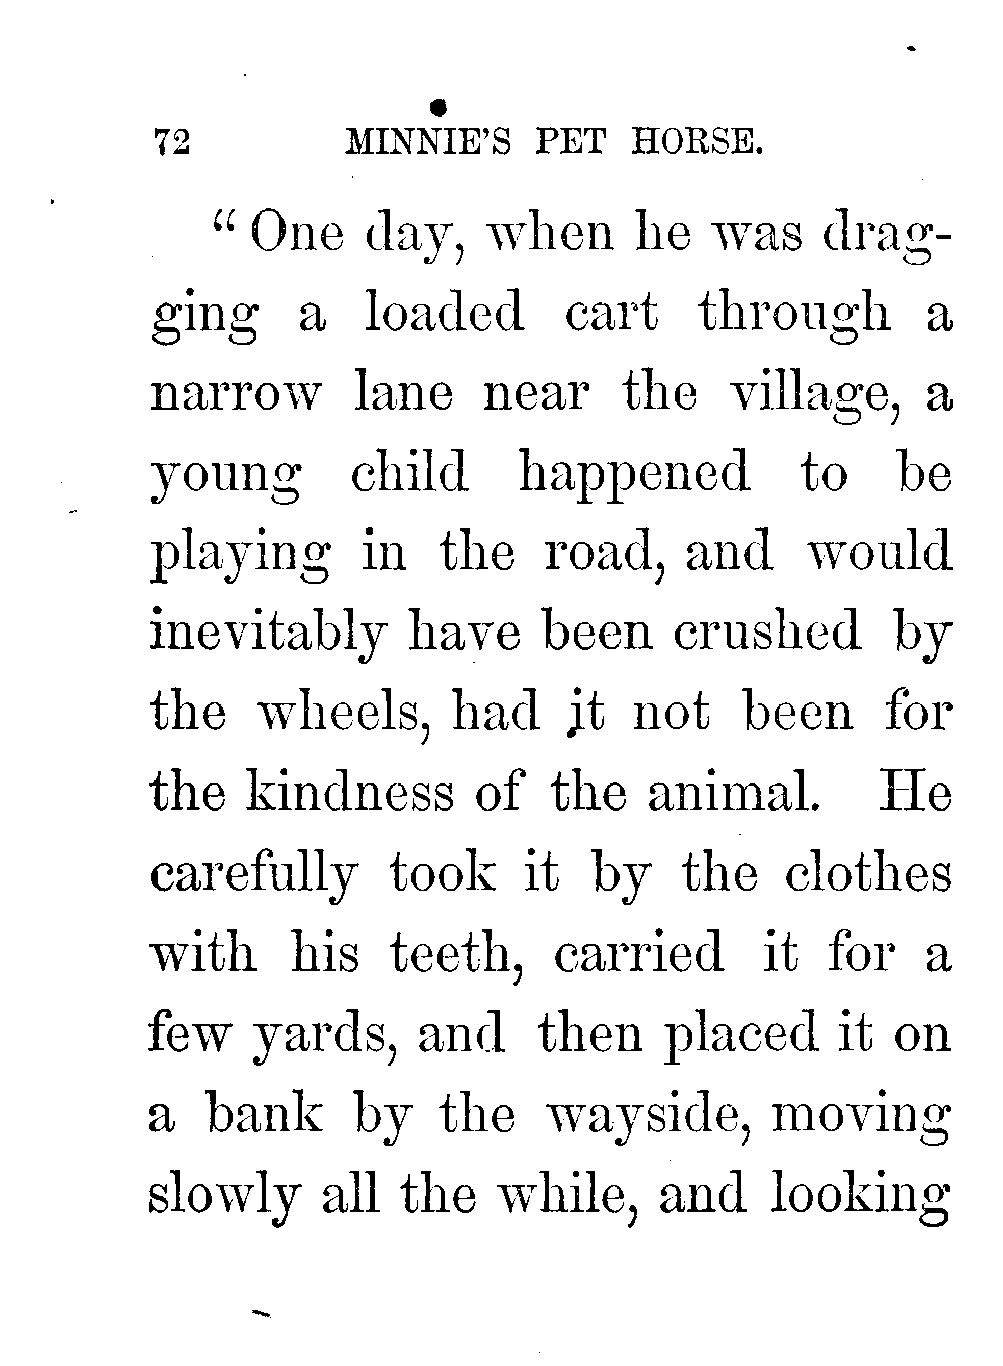 72 MINNIE'S PET HORSE.
“ One day, when he was drag-
ging a loaded cart through a
narrow lane near the village, a
young child happened to be
playing in the road, and would
inevitably have been crushed by
the wheels, had it not been for
the kindness of the animal. He
carefully took it by the clothes
with his teeth, carried it for a
few yards, and then placed it on
a bank by the wayside, moving
slowly all the while, and looking